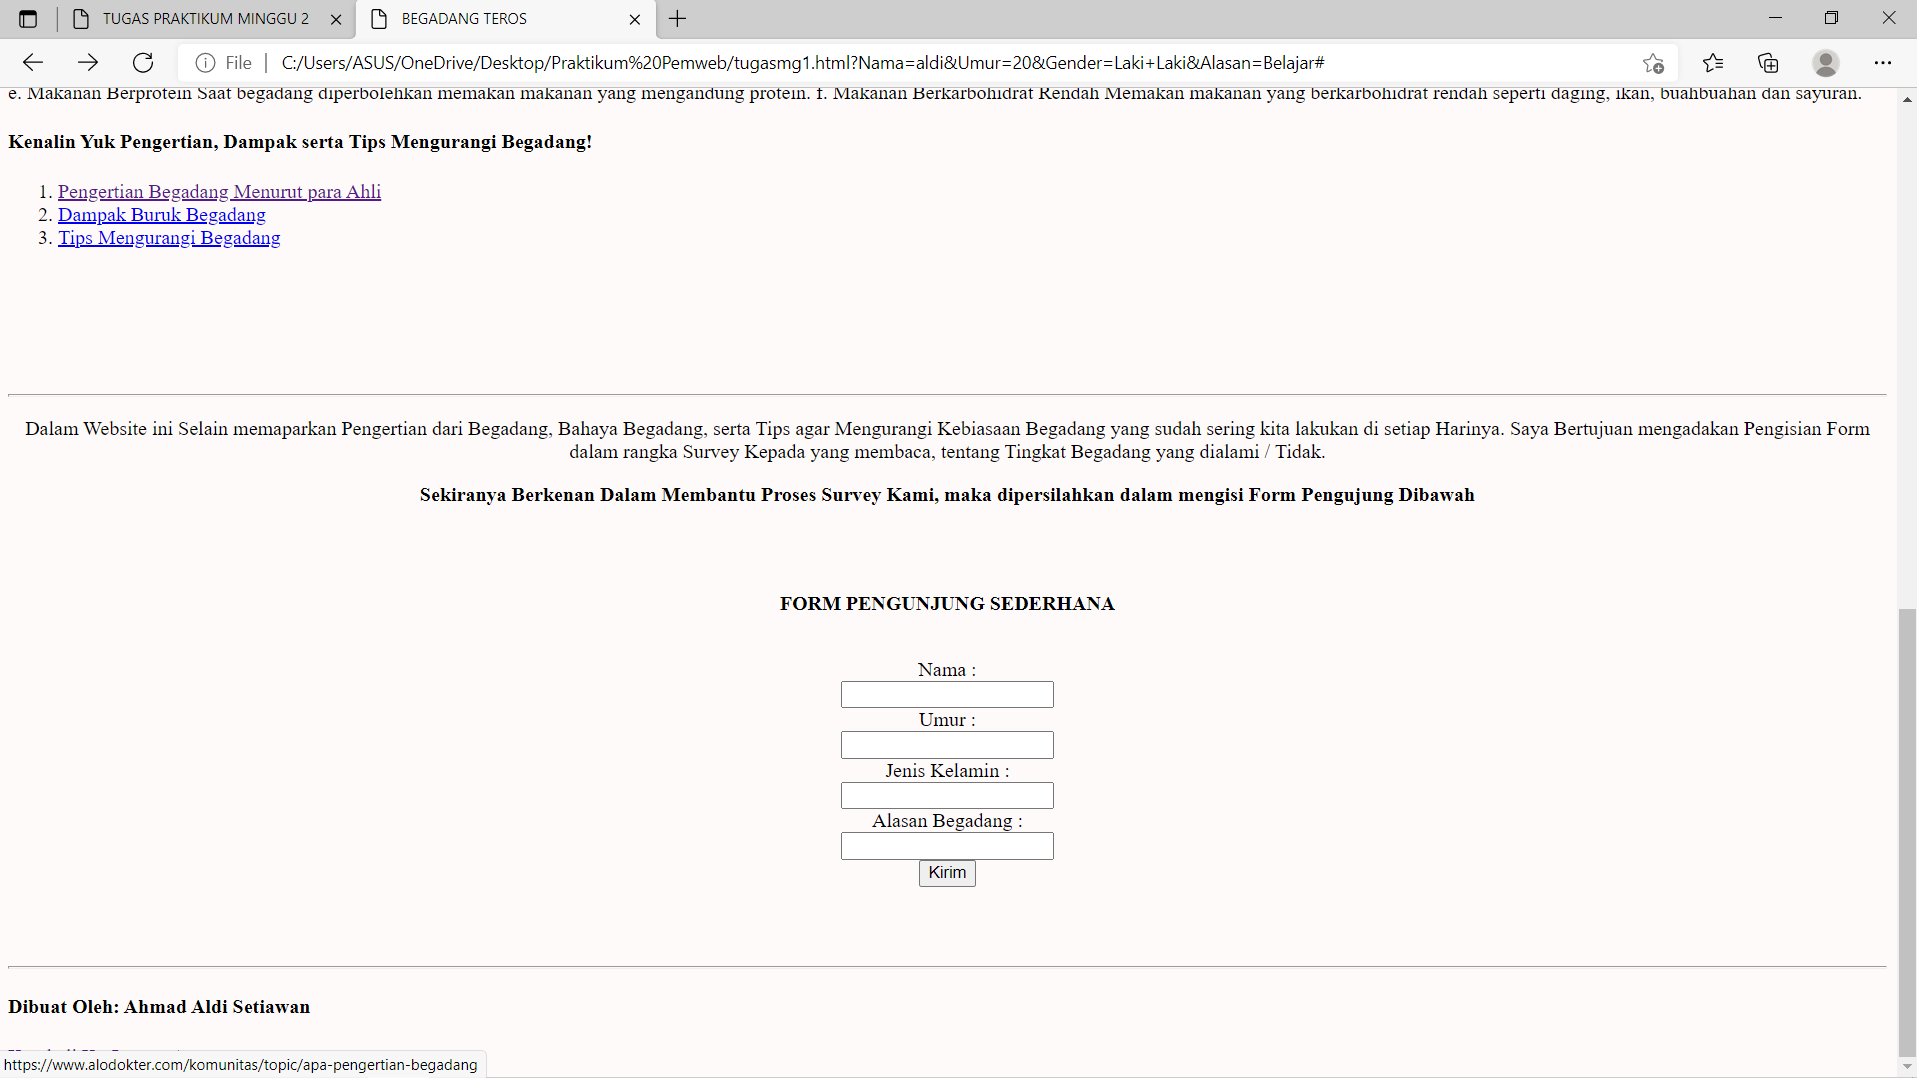 TUGAS PRAKTIKUM MINGGU 2
BEGADANG TEROS
File
C:/Users/ASUS/OneDrive/Desktop/Praktikum%20Pemweb/tugasmg1.html?Nama=aldi&Umur=20&Gender=Laki+Laki&Alasan=Belajar#
e. Makanan Berprotein Saat begadang diperbolehkan memakan makanan yang mengandung protein. f. Makanan Berkarbohidrat Rendah Memakan makanan yang berkarbohidrat rendah seperti daging, ikan, buahbuahan dan sayuran.
Kenalin Yuk Pengertian, Dampak serta Tips Mengurangi Begadang!
1. Pengertian Begadang Menurut para Ahli
2. Dampak Buruk Begadang
3. Tips Mengurangi Begadang
Dalam Website ini Selain memaparkan Pengertian dari Begadang, Bahaya Begadang, serta Tips agar Mengurangi Kebiasaan Begadang yang sudah sering kita lakukan di setiap Harinya. Saya Bertujuan mengadakan Pengisian Form
dalam rangka Survey Kepada yang membaca, tentang Tingkat Begadang yang dialami / Tidak.
Sekiranya Berkenan Dalam Membantu Proses Survey Kami, maka dipersilahkan dalam mengisi Form Pengujung Dibawah
FORM PENGUNJUNG SEDERHANA
Nama :
Umur :
Jenis Kelamin :
Alasan Begadang :
Kirim
Dibuat Oleh: Ahmad Aldi Setiawan
https://www.alodokter.com/komunitas/topic/apa-pengertian-begadang